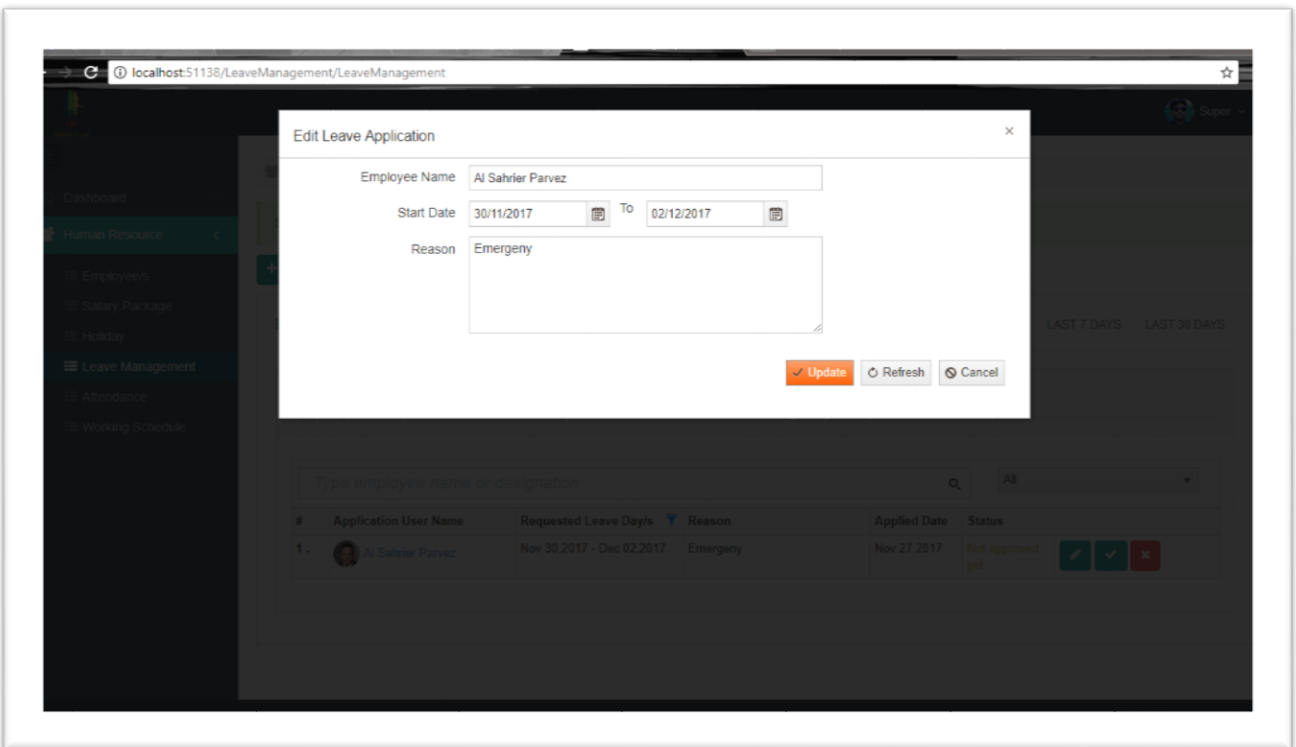 localhost:51138/LeaveManagement/LeaveManagement
Super
Edit Leave Application ×
Employee Name Al Sahrier Parvez
Start Date 30/11/2017 To 02/12/2017
Reason Emergeny
Update Refresh Cancel
Dashboard
Human Resource
Employee/s
Salary Package
Holiday
Leave Management
Attendance
Working Schedule
LAST 7 DAYS LAST 30 DAYS
Type employee name or designation All
# Application User Name Requested Leave Day/s Reason Applied Date Status
1 . Al Sahrier Parvez Nov 30,2017 - Dec 02,2017 Emergeny Nov 27,2017 Not approved
yet